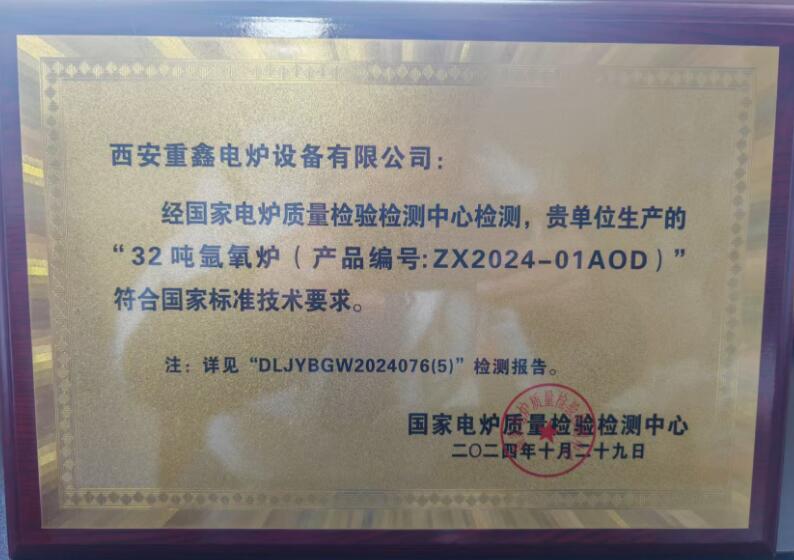 西安重鑫电炉设备有限公司：
经国家电炉质量检验检测中心检测，贵单位生产的
“32吨氩氧炉（产品编号：ZX2024-01AOD）”
符合国家标准技术要求。
注：详见“DLJYBGW2024076(5)”检测报告。
国家电炉质量检验检测中心
二〇二四年十月二十九日